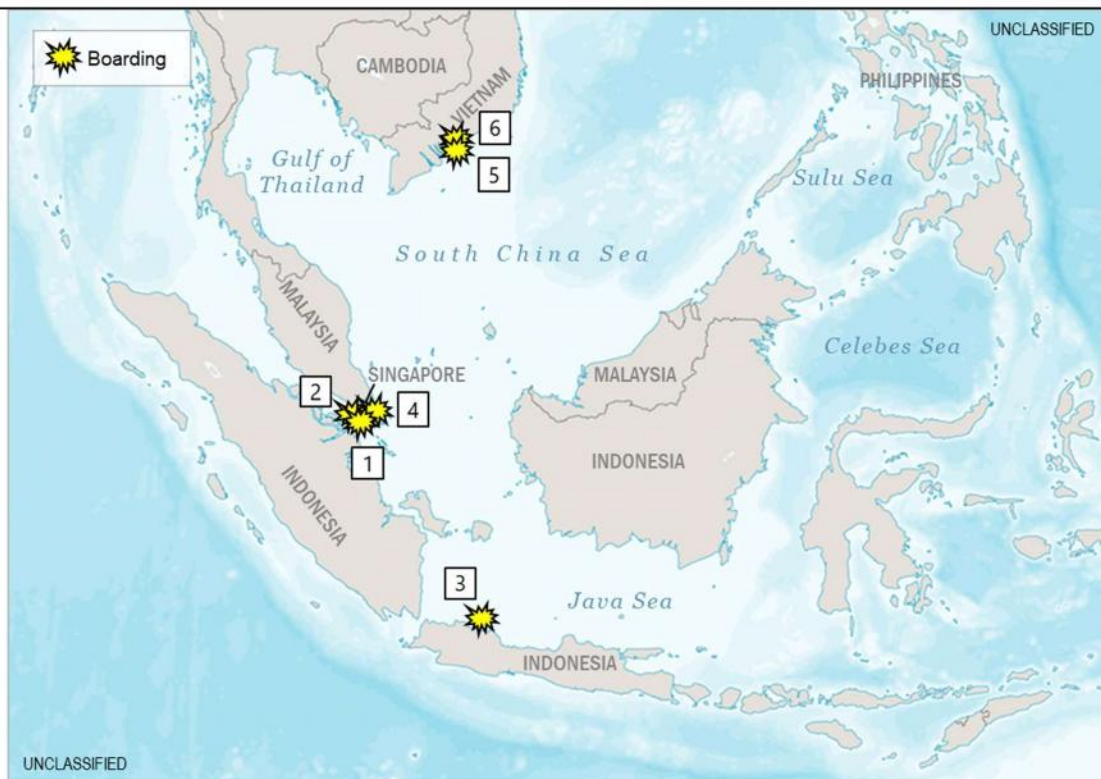 UNCLASSIFIED
Boarding
CAMBODIA
VIETNAM
PHILIPPINES
6
5
Gulf of
Thailand
Sulu Sea
South China Sea
MALAYSIA
Celebes Sea
SINGAPORE
MALAYSIA
2
4
1
INDONESIA
INDONESIA
3
Java Sea
INDONESIA
UNCLASSIFIED